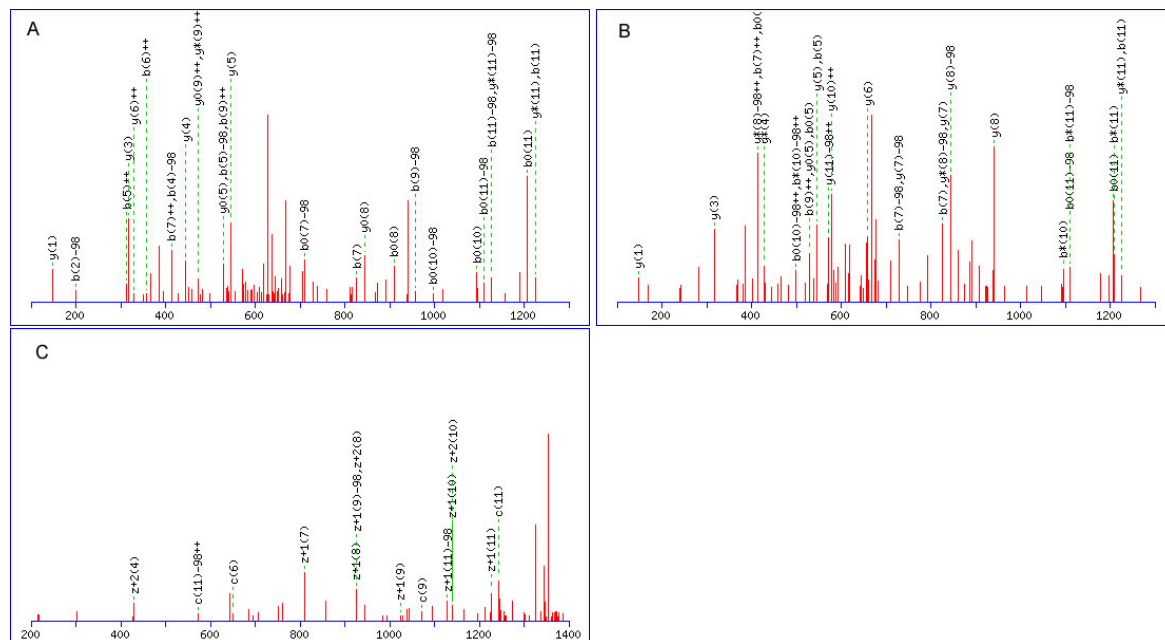 A
y(1)
b(2)-98
b(5)++
y(3)
y(6)++
b(6)++
b(7)++,b(4)-98
y(4)
y0(9)++,y*(9)++
y0(5),b(5)-98,b(9)++
y(5)
b0(7)-98
b(7)
y0(8)
b0(8)
b(9)-98
b0(10)-98
b0(10)
b0(11)-98
b(11)-98,y*(11)-98
b0(11)
y*(11),b(11)
200
400
600
800
1000
1200
B
y(1)
y(3)
y*(8)-98++,b(7)++,b0(
y*(4)
b0(10)-98++,b*(10)-98++
b(9)++,y0(5),b0(5)
y(5),b(5)
y(11)-98++
y(10)++
y(6)
b(7)-98,y(7)-98
b(7),y*(8)-98,y(7)
y(8)-98
y(8)
b*(10)
b0(11)-98
b*(11)-98
b0(11)
b*(11)
y*(11),b(11)
200
400
600
800
1000
1200
C
z+2(4)
c(11)-98++
c(6)
z+1(7)
z+1(8)
z+1(9)-98,z+2(8)
z+1(9)
c(9)
z+1(11)-98
z+1(10)
z+2(10)
z+1(11)
c(11)
200
400
600
800
1000
1200
1400